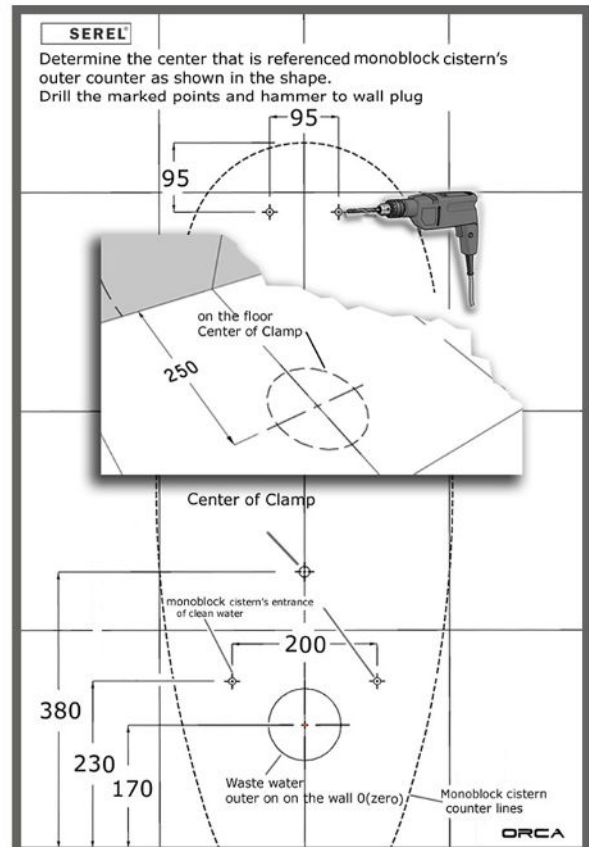 SEREL®
Determine the center that is referenced monoblock cistern's
outer counter as shown in the shape.
Drill the marked points and hammer to wall plug
95
95
on the floor
Center of Clamp
250
Center of Clamp
monoblock cistern's entrance
of clean water
200
380
230
170
Waste water
outer on on the wall 0(zero)
Monoblock cistern
counter lines
ORCA